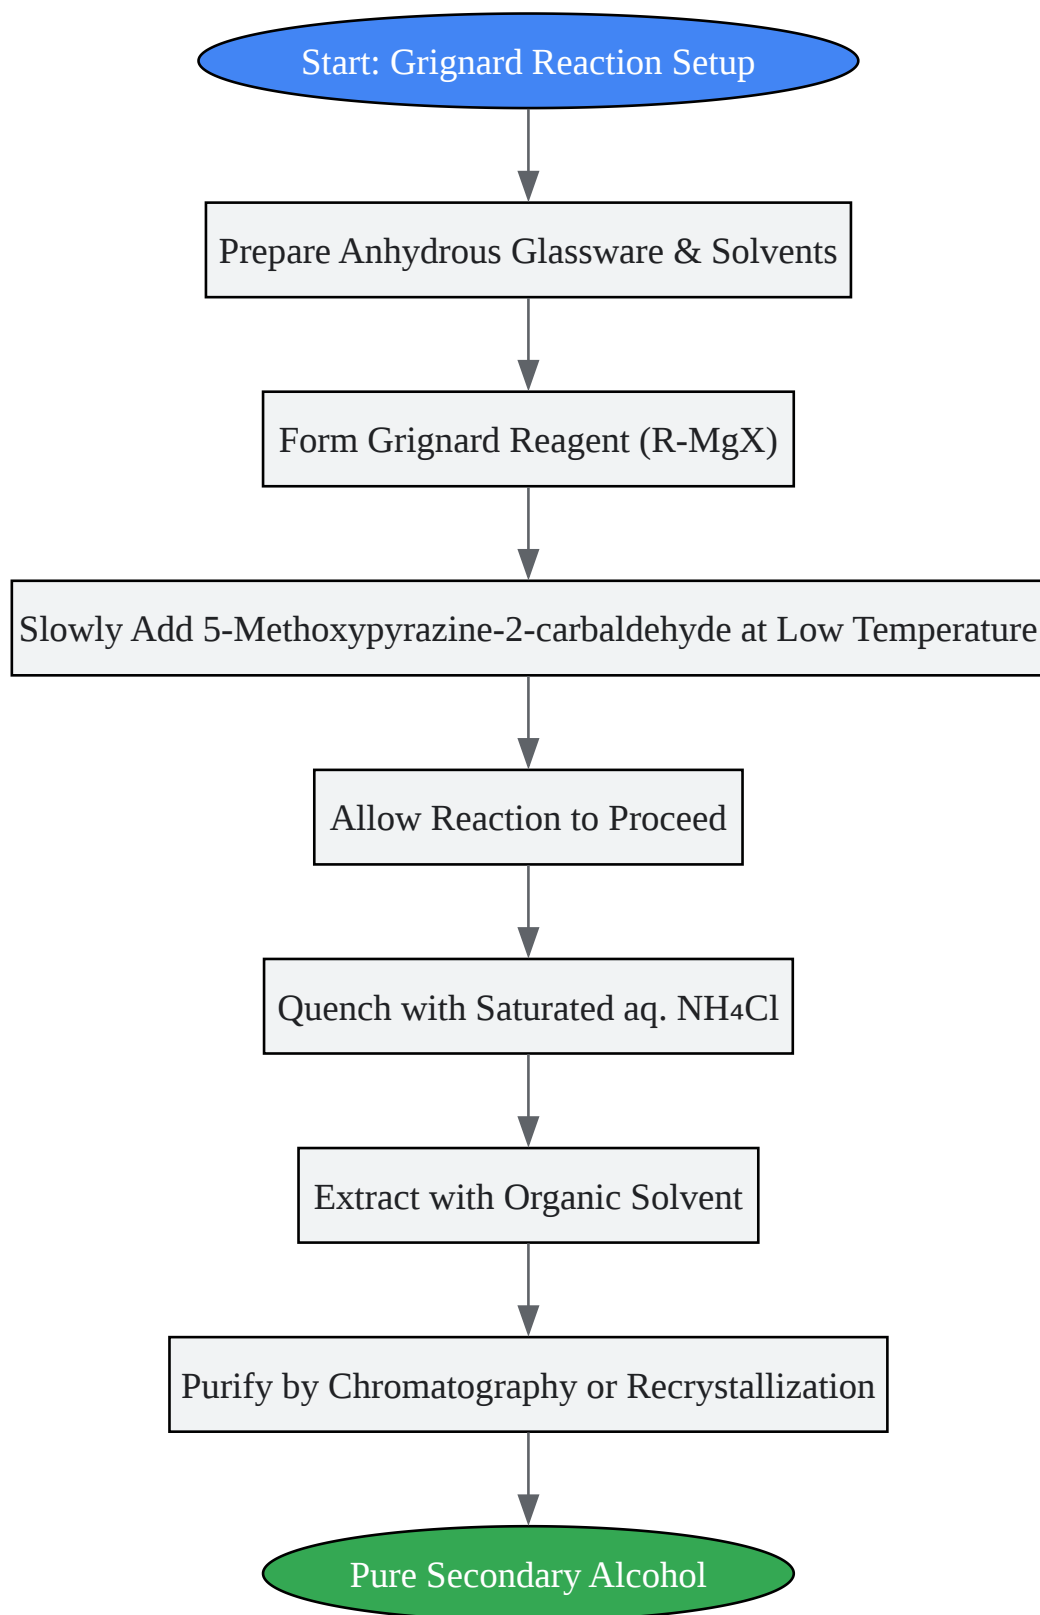 Start: Grignard Reaction Setup
Prepare Anhydrous Glassware & Solvents
Form Grignard Reagent (R-MgX)
Slowly Add 5-Methoxypyrazine-2-carbaldehyde at Low Temperature
Allow Reaction to Proceed
Quench with Saturated aq. NH₄Cl
Extract with Organic Solvent
Purify by Chromatography or Recrystallization
Pure Secondary Alcohol